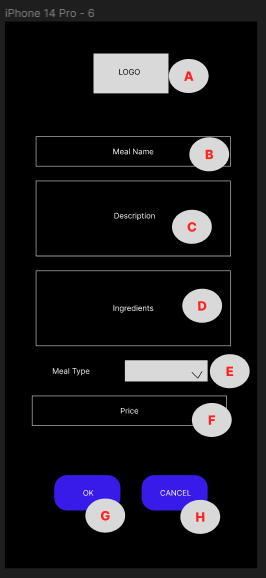 iPhone 14 Pro - 6
LOGO
A
Meal Name
B
Description
C
Ingredients
D
Meal Type
E
Price
F
OK
CANCEL
G
H